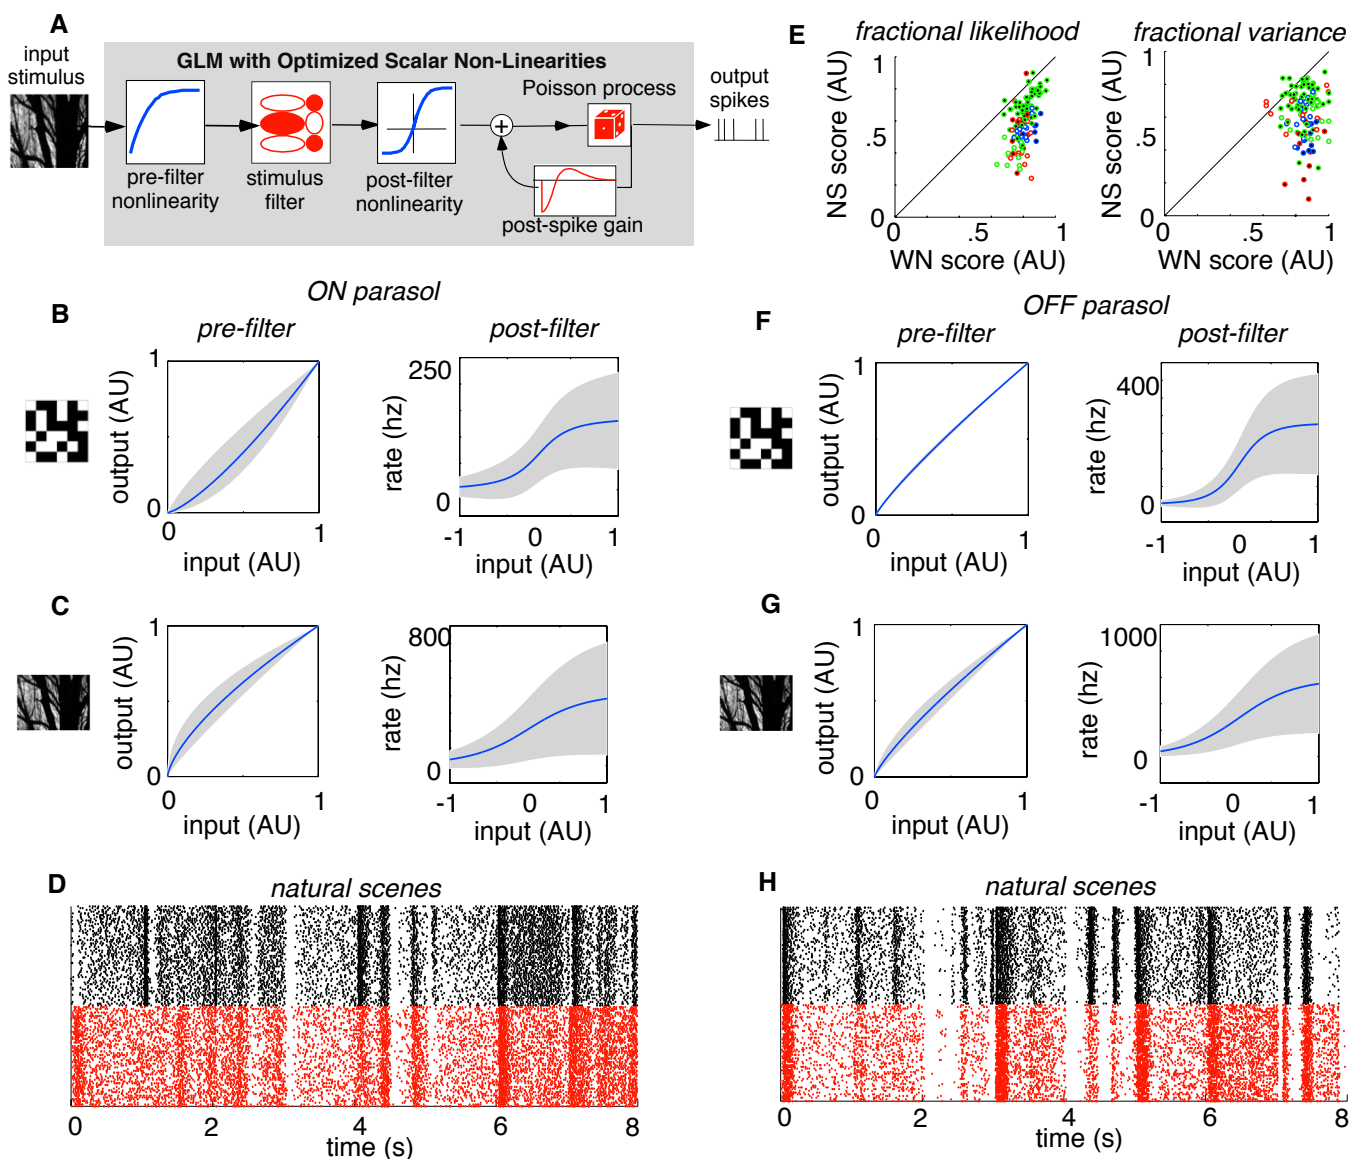 A
input
stimulus
GLM with Optimized Scalar Non-Linearities
Poisson process
output
spikes
pre-filter
nonlinearity
stimulus
filter
post-filter
nonlinearity
post-spike gain
E
fractional likelihood
fractional variance
1
.5
0
NS score (AU)
0
.5
1
WN score (AU)
1
.5
0
NS score (AU)
0
.5
1
WN score (AU)
ON parasol
B
pre-filter
post-filter
1
0
output (AU)
0
1
input (AU)
250
0
rate (hz)
-1
0
1
input (AU)
C
1
0
output (AU)
0
1
input (AU)
800
0
rate (hz)
-1
0
1
input (AU)
D
natural scenes
0
2
4
6
8
time (s)
OFF parasol
F
pre-filter
post-filter
1
0
output (AU)
0
1
input (AU)
400
0
rate (hz)
-1
0
1
input (AU)
G
1
0
output (AU)
0
1
input (AU)
1000
0
rate (hz)
-1
0
1
input (AU)
H
natural scenes
0
2
4
6
8
time (s)